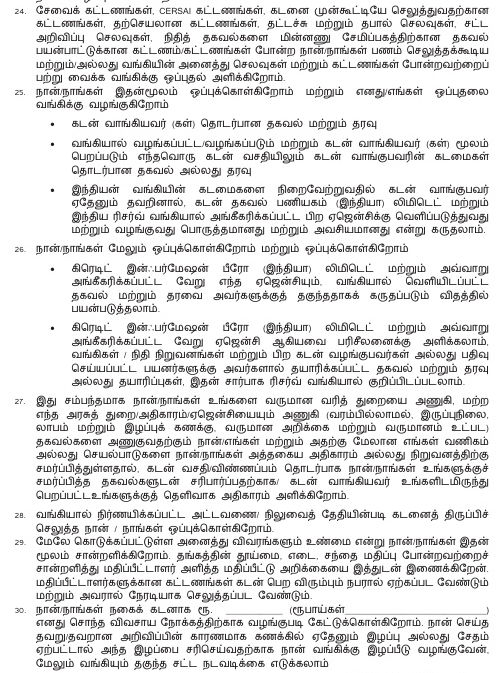 24. சேவைக் கட்டணங்கள், CERSAI கட்டணங்கள், கடனை முன்கூட்டியே செலுத்துவதற்கான
கட்டணங்கள், தற்செயலான கட்டணங்கள், தட்டச்சு மற்றும் தபால் செலவுகள், சட்ட
அறிவிப்பு செலவுகள், நிதித் தகவல்களை மின்னணு சேமிப்பகத்திற்கான தகவல்
பயன்பாட்டுக்கான கட்டணம்/கட்டணங்கள் போன்ற நான்/நாங்கள் பணம் செலுத்தக்கூடிய
மற்றும்/அல்லது வங்கியின் அனைத்து செலவுகள் மற்றும் கட்டணங்கள் போன்றவற்றைப்
பற்று வைக்க வங்கிக்கு ஒப்புதல் அளிக்கிறோம்.
25. நான்/நாங்கள் இதன்மூலம் ஒப்புக்கொள்கிறோம் மற்றும் எனது/எங்கள் ஒப்புதலை
வங்கிக்கு வழங்குகிறோம்
• கடன் வாங்கியவர் (கள்) தொடர்பான தகவல் மற்றும் தரவு
• வங்கியால் வழங்கப்பட்ட/வழங்கப்படும் மற்றும் கடன் வாங்கியவர் (கள்) மூலம்
பெறப்படும் எந்தவொரு கடன் வசதியிலும் கடன் வாங்குபவரின் கடமைகள்
தொடர்பான தகவல் அல்லது தரவு
• இந்தியன் வங்கியின் கடமைகளை நிறைவேற்றுவதில் கடன் வாங்குபவர்
ஏதேனும் தவறினால், கடன் தகவல் பணியகம் (இந்தியா) லிமிடெட் மற்றும்
இந்திய ரிசர்வ் வங்கியால் அங்கீகரிக்கப்பட்ட பிற ஏஜென்சிக்கு வெளிப்படுத்துவது
மற்றும் வழங்குவது பொருத்தமானது மற்றும் அவசியமானது என்று கருதலாம்.
26. நான்/நாங்கள் மேலும் ஒப்புக்கொள்கிறோம் மற்றும் ஒப்புக்கொள்கிறோம்
• கிரெடிட் இன்ஃபர்மேஷன் பீரோ (இந்தியா) லிமிடெட் மற்றும் அவ்வாறு
அங்கீகரிக்கப்பட்ட வேறு எந்த ஏஜென்சியும், வங்கியால் வெளியிடப்பட்ட
தகவல் மற்றும் தரவை அவர்களுக்குத் தகுந்ததாகக் கருதப்படும் விதத்தில்
பயன்படுத்தலாம்.
• கிரெடிட் இன்ஃபர்மேஷன் பீரோ (இந்தியா) லிமிடெட் மற்றும் அவ்வாறு
அங்கீகரிக்கப்பட்ட வேறு ஏஜென்சி ஆகியவை பரிசீலனைக்கு அளிக்கலாம்,
வங்கிகள் / நிதி நிறுவனங்கள் மற்றும் பிற கடன் வழங்குபவர்கள் அல்லது பதிவு
செய்யப்பட்ட பயனர்களுக்கு அவர்களால் தயாரிக்கப்பட்ட தகவல் மற்றும் தரவு
அல்லது தயாரிப்புகள், இதன் சார்பாக ரிசர்வ் வங்கியால் குறிப்பிடப்படலாம்.
27. இது சம்பந்தமாக நான்/நாங்கள் உங்களை வருமான வரித் துறையை அணுகி, மற்ற
எந்த அரசுத் துறை/அதிகாரம்/ஏஜென்சியையும் அணுகி (வரம்பில்லாமல், இருப்புநிலை,
லாபம் மற்றும் இழப்புக் கணக்கு, வருமான அறிக்கை மற்றும் வருமானம் உட்பட)
தகவல்களை அணுகுவதற்கும் நான்/எங்கள் மற்றும் அதற்கு மேலான எங்கள் வணிகம்
அல்லது செயல்பாடுகளை நான்/நாங்கள் அத்தகைய அதிகாரம் அல்லது நிறுவனத்திற்கு
சமர்ப்பித்துள்ளதால், கடன் வசதி/விண்ணப்பம் தொடர்பாக நான்/நாங்கள் உங்களுக்குச்
சமர்ப்பித்த தகவல்களுடன் சரிபார்ப்பதற்காக/ கடன் வாங்கியவர் உங்களிடமிருந்து
பெறப்பட்டஉங்களுக்குத் தெளிவாக அதிகாரம் அளிக்கிறோம்.
28. வங்கியால் நிர்ணயிக்கப்பட்ட அட்டவணை/ நிலுவைத் தேதியின்படி கடனைத் திருப்பிச்
செலுத்த நான் / நாங்கள் ஒப்புக்கொள்கிறோம்.
29. மேலே கொடுக்கப்பட்டுள்ள அனைத்து விவரங்களும் உண்மை என்று நான்/நாங்கள் இதன்
மூலம் சான்றளிக்கிறோம். தங்கத்தின் தூய்மை, எடை, சந்தை மதிப்பு போன்றவற்றைச்
சான்றளித்து மதிப்பீட்டாளர் அளித்த மதிப்பீட்டு அறிக்கையை இத்துடன் இணைக்கிறேன்.
மதிப்பீட்டாளர்களுக்கான கட்டணங்கள் கடன் பெற விரும்பும் நபரால் ஏற்கப்பட வேண்டும்
மற்றும் அவரால் நேரடியாக செலுத்தப்பட வேண்டும்.
30. நான்/நாங்கள் நகைக் கடனாக ரூ. ____________ (ரூபாய்கள்______________________)
எனது சொந்த விவசாய நோக்கத்திற்காக வழங்குபடி கேட்டுக்கொள்கிறோம். நான் செய்த
தவறு/தவறான அறிவிப்பின் காரணமாக கணக்கில் ஏதேனும் இழப்பு அல்லது சேதம்
ஏற்பட்டால் அந்த இழப்பை சரிசெய்வதற்காக நான் வங்கிக்கு இழப்பீடு வழங்குவேன்,
மேலும் வங்கியும் தகுந்த சட்ட நடவடிக்கை எடுக்கலாம்